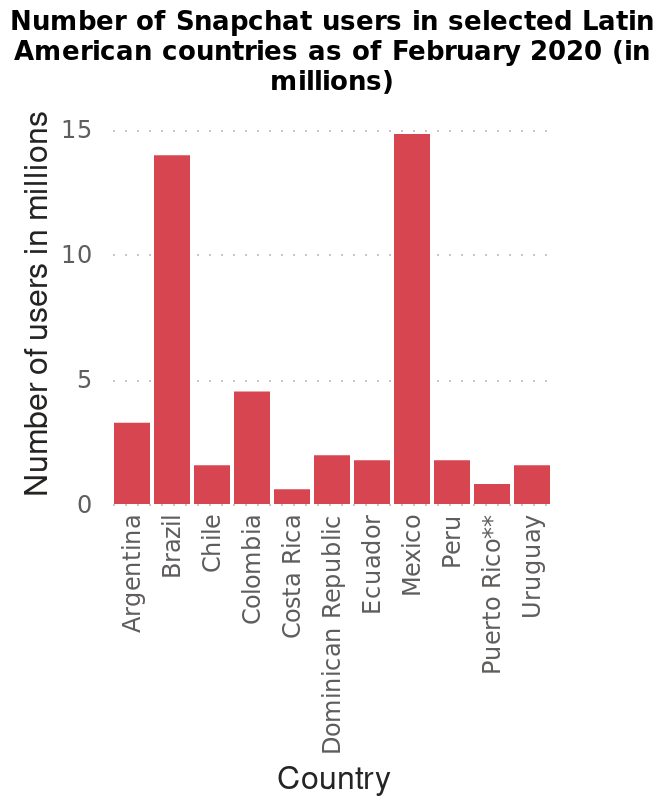 Number of Snapchat users in selected Latin
American countries as of February 2020 (in
millions)
Number of users in millions
15
10
5
0
Argentina
Brazil
Chile
Colombia
Costa Rica
Dominican Republic
Ecuador
Mexico
Peru
Puerto Rico**
Uruguay
Country